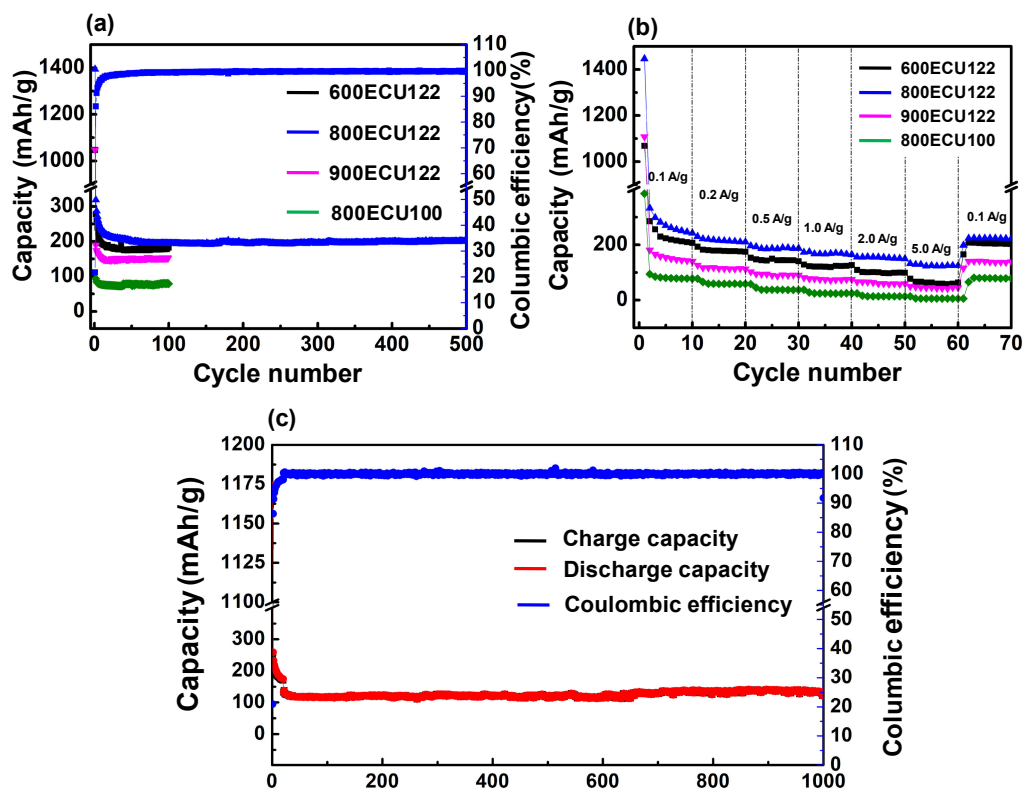 (a)
Capacity (mAh/g)
1400
1200
1000
300
200
100
0
110
100
90
80
70
60
50
40
30
20
10
0
Columbic efficiency(%)
600ECU122
800ECU122
900ECU122
800ECU100
0
100
200
300
400
500
Cycle number
(b)
Capacity (mAh/g)
1400
1200
1000
200
0
600ECU122
800ECU122
900ECU122
800ECU100
0.1 A/g
0.2 A/g
0.5 A/g
1.0 A/g
2.0 A/g
5.0 A/g
0.1 A/g
0
10
20
30
40
50
60
70
Cycle number
(c)
Capacity (mAh/g)
1200
1175
1150
1125
1100
300
200
100
0
110
100
90
80
70
60
50
40
30
20
10
0
Columbic efficiency(%)
Charge capacity
Discharge capacity
Coulombic efficiency
0
200
400
600
800
1000